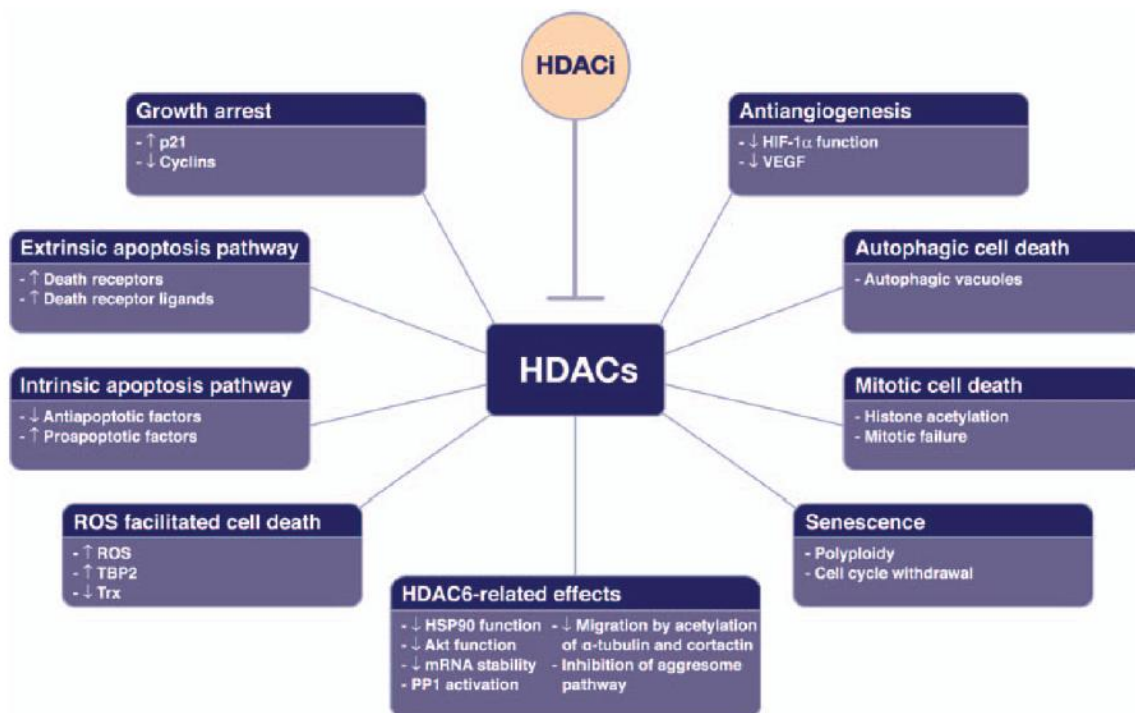 HDACi
Growth arrest
- ↑ p21
- ↓ Cyclins
Antiangiogenesis
- ↓ HIF-1α function
- ↓ VEGF
Extrinsic apoptosis pathway
- ↑ Death receptors
- ↑ Death receptor ligands
Autophagic cell death
- Autophagic vacuoles
HDACs
Intrinsic apoptosis pathway
- ↓ Antiapoptotic factors
- ↑ Proapoptotic factors
Mitotic cell death
- Histone acetylation
- Mitotic failure
ROS facilitated cell death
- ↑ ROS
- ↑ TBP2
- ↓ Trx
Senescence
- Polyploidy
- Cell cycle withdrawal
HDAC6-related effects
- ↓ HSP90 function
- ↓ Akt function
- ↓ mRNA stability
- PP1 activation
- ↓ Migration by acetylation
of α-tubulin and cortactin
- Inhibition of aggresome
pathway